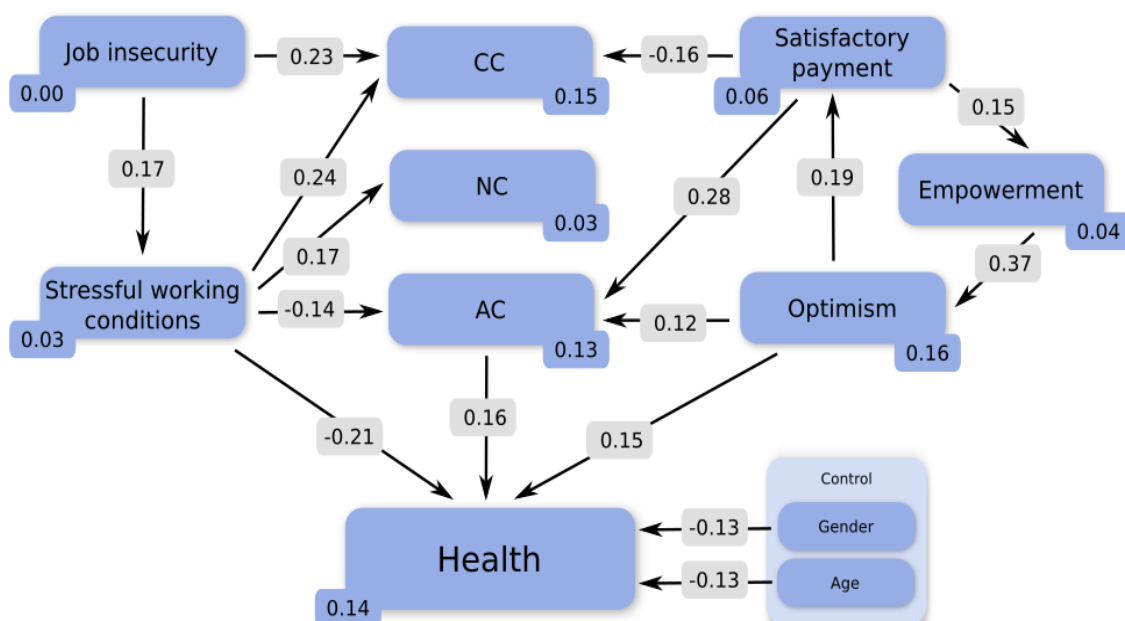 Job insecurity
0.00
0.23
CC
0.15
-0.16
Satisfactory
payment
0.06
0.15
0.17
0.24
NC
0.03
0.28
0.19
Empowerment
0.04
0.17
0.37
Stressful working
conditions
0.03
-0.14
AC
0.13
0.12
Optimism
0.16
-0.21
0.16
0.15
Control
Gender
-0.13
Age
-0.13
Health
0.14